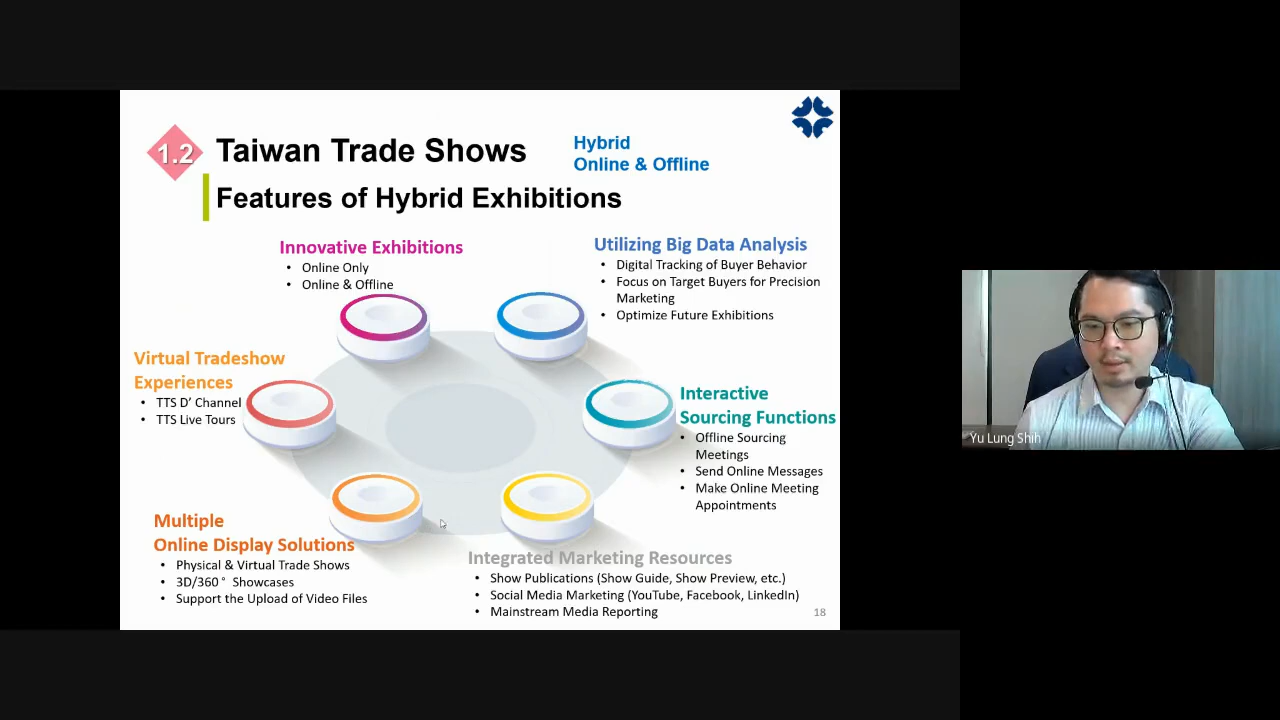 1.2
Taiwan Trade Shows
Hybrid
Online & Offline
Features of Hybrid Exhibitions
Innovative Exhibitions
• Online Only
• Online & Offline
Utilizing Big Data Analysis
• Digital Tracking of Buyer Behavior
• Focus on Target Buyers for Precision
Marketing
• Optimize Future Exhibitions
Virtual Tradeshow
Experiences
• TTS D’ Channel
• TTS Live Tours
Interactive
Sourcing Functions
• Offline Sourcing
Meetings
• Send Online Messages
• Make Online Meeting
Appointments
Multiple
Online Display Solutions
• Physical & Virtual Trade Shows
• 3D/360° Showcases
• Support the Upload of Video Files
Integrated Marketing Resources
• Show Publications (Show Guide, Show Preview, etc.)
• Social Media Marketing (YouTube, Facebook, LinkedIn)
• Mainstream Media Reporting
18
Yu Lung Shih